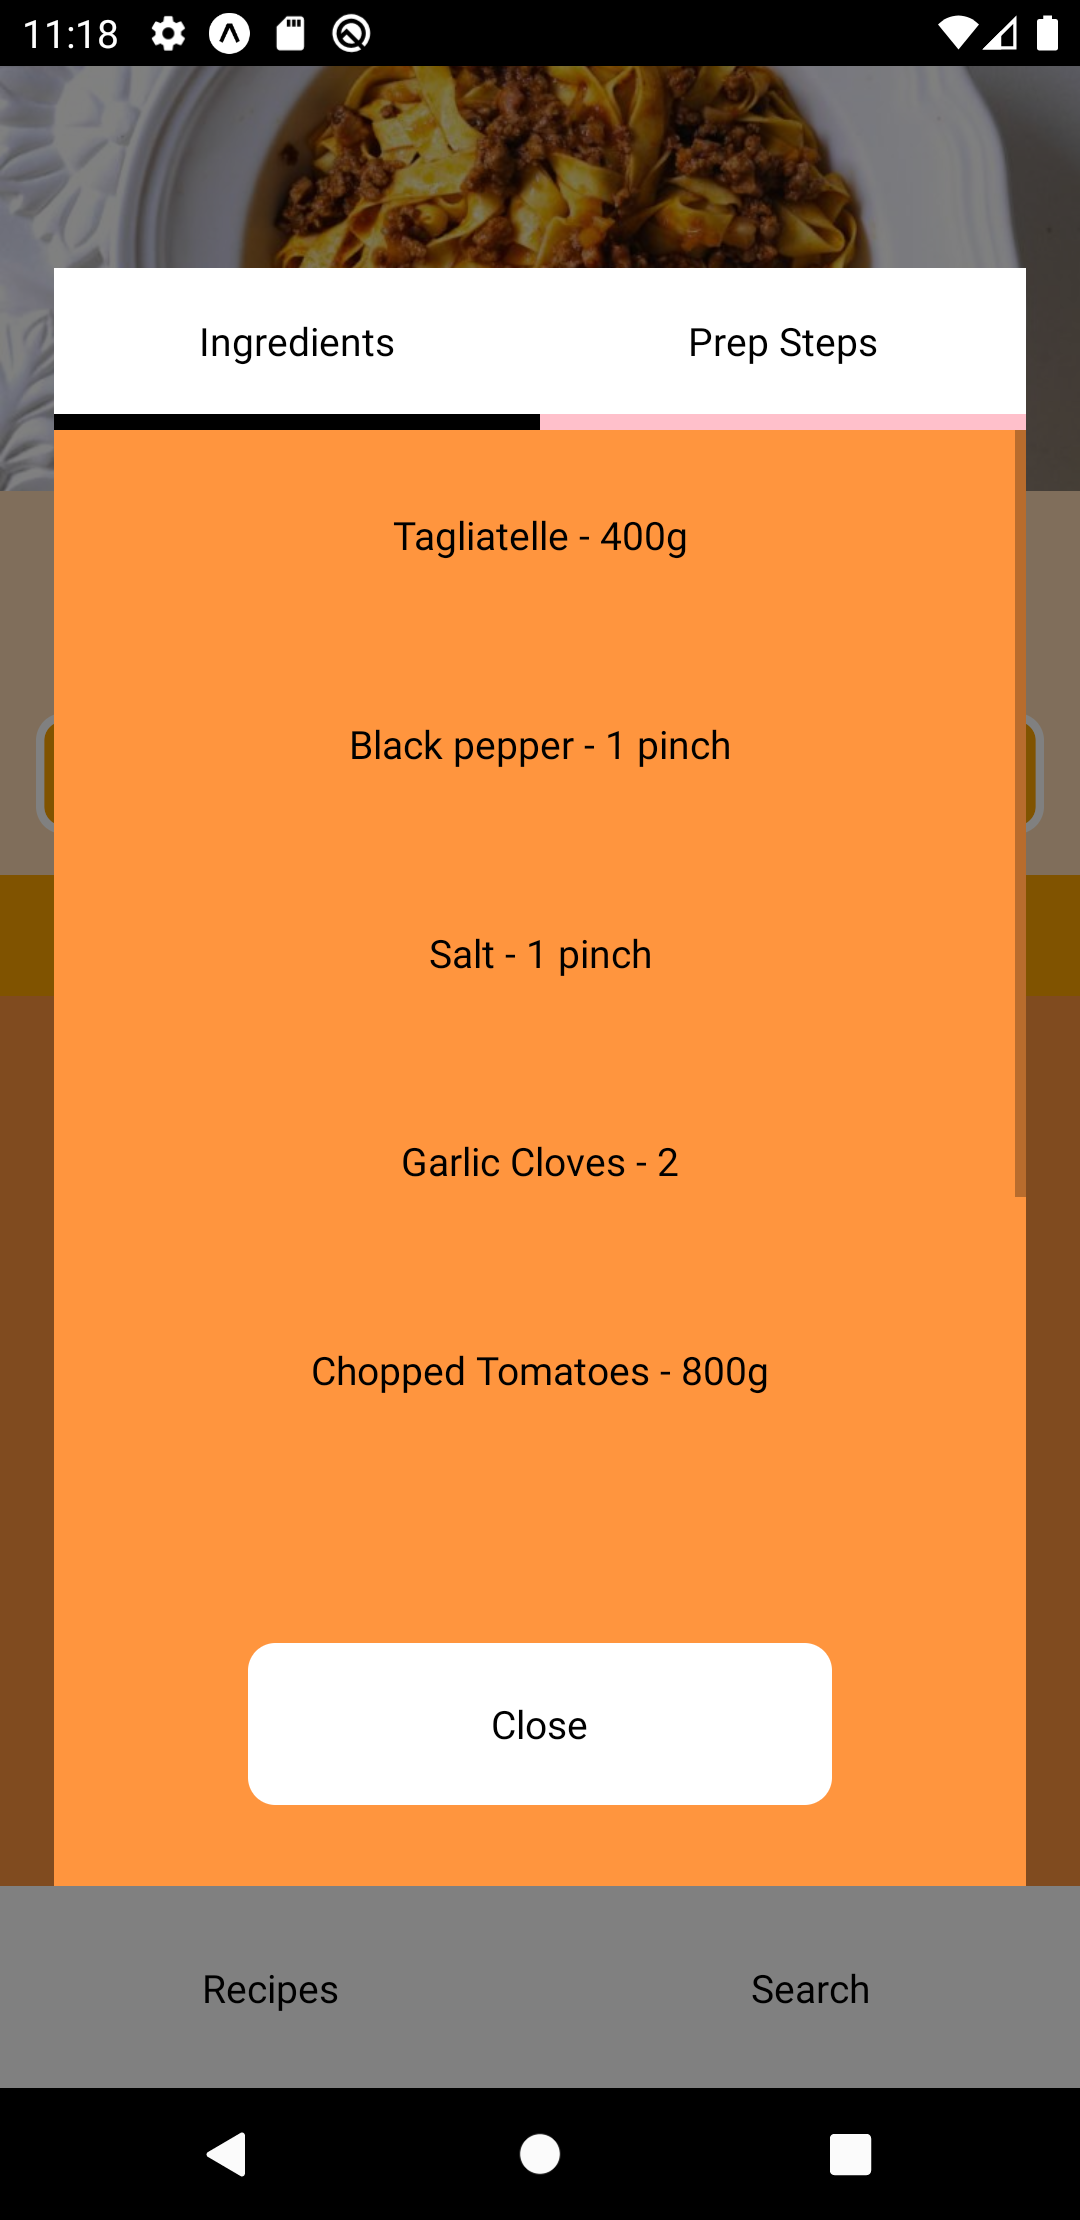 11:18
Ingredients
Prep Steps
Tagliatelle - 400g
Black pepper - 1 pinch
Salt - 1 pinch
Garlic Cloves - 2
Chopped Tomatoes - 800g
Close
Recipes
Search